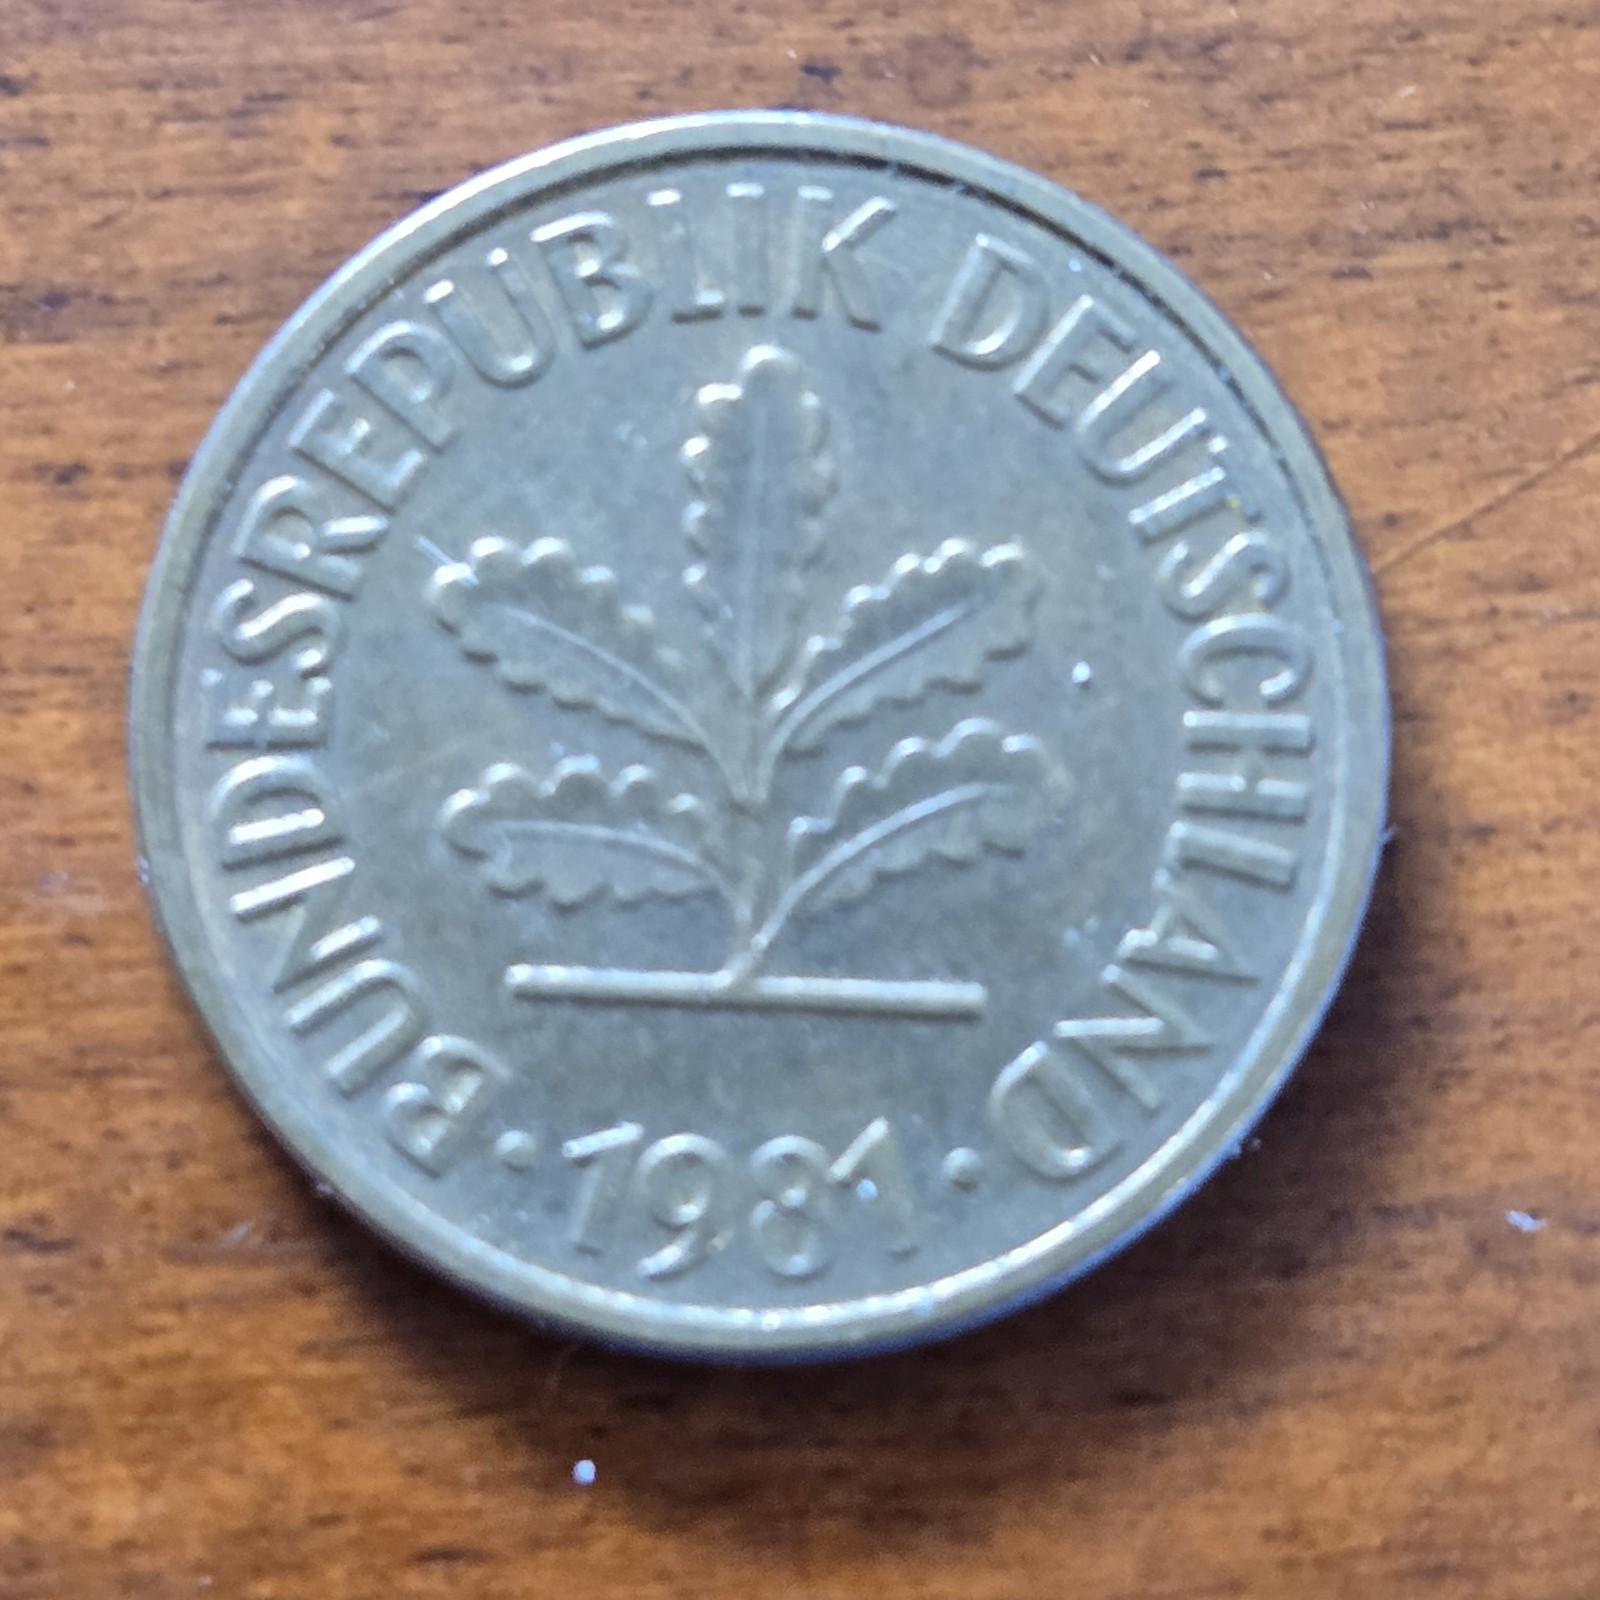 BUNDESREPUBLIK DEUTSCHLAND
· 1981 ·